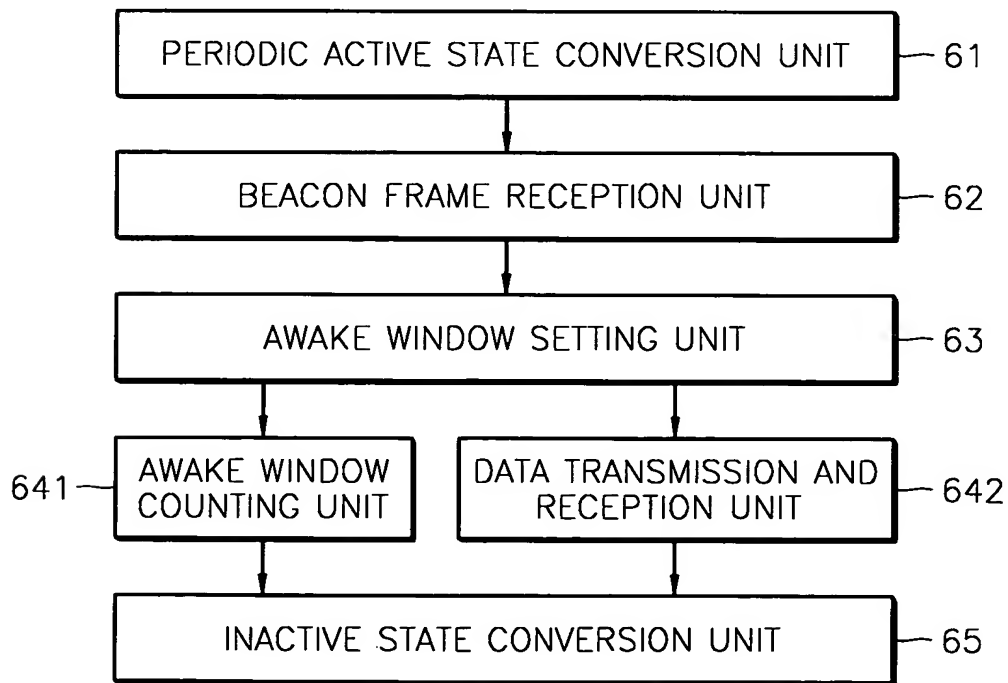 PERIODIC ACTIVE STATE CONVERSION UNIT 61
BEACON FRAME RECEPTION UNIT 62
AWAKE WINDOW SETTING UNIT 63
641
AWAKE WINDOW
COUNTING UNIT
DATA TRANSMISSION AND
RECEPTION UNIT
642
INACTIVE STATE CONVERSION UNIT 65